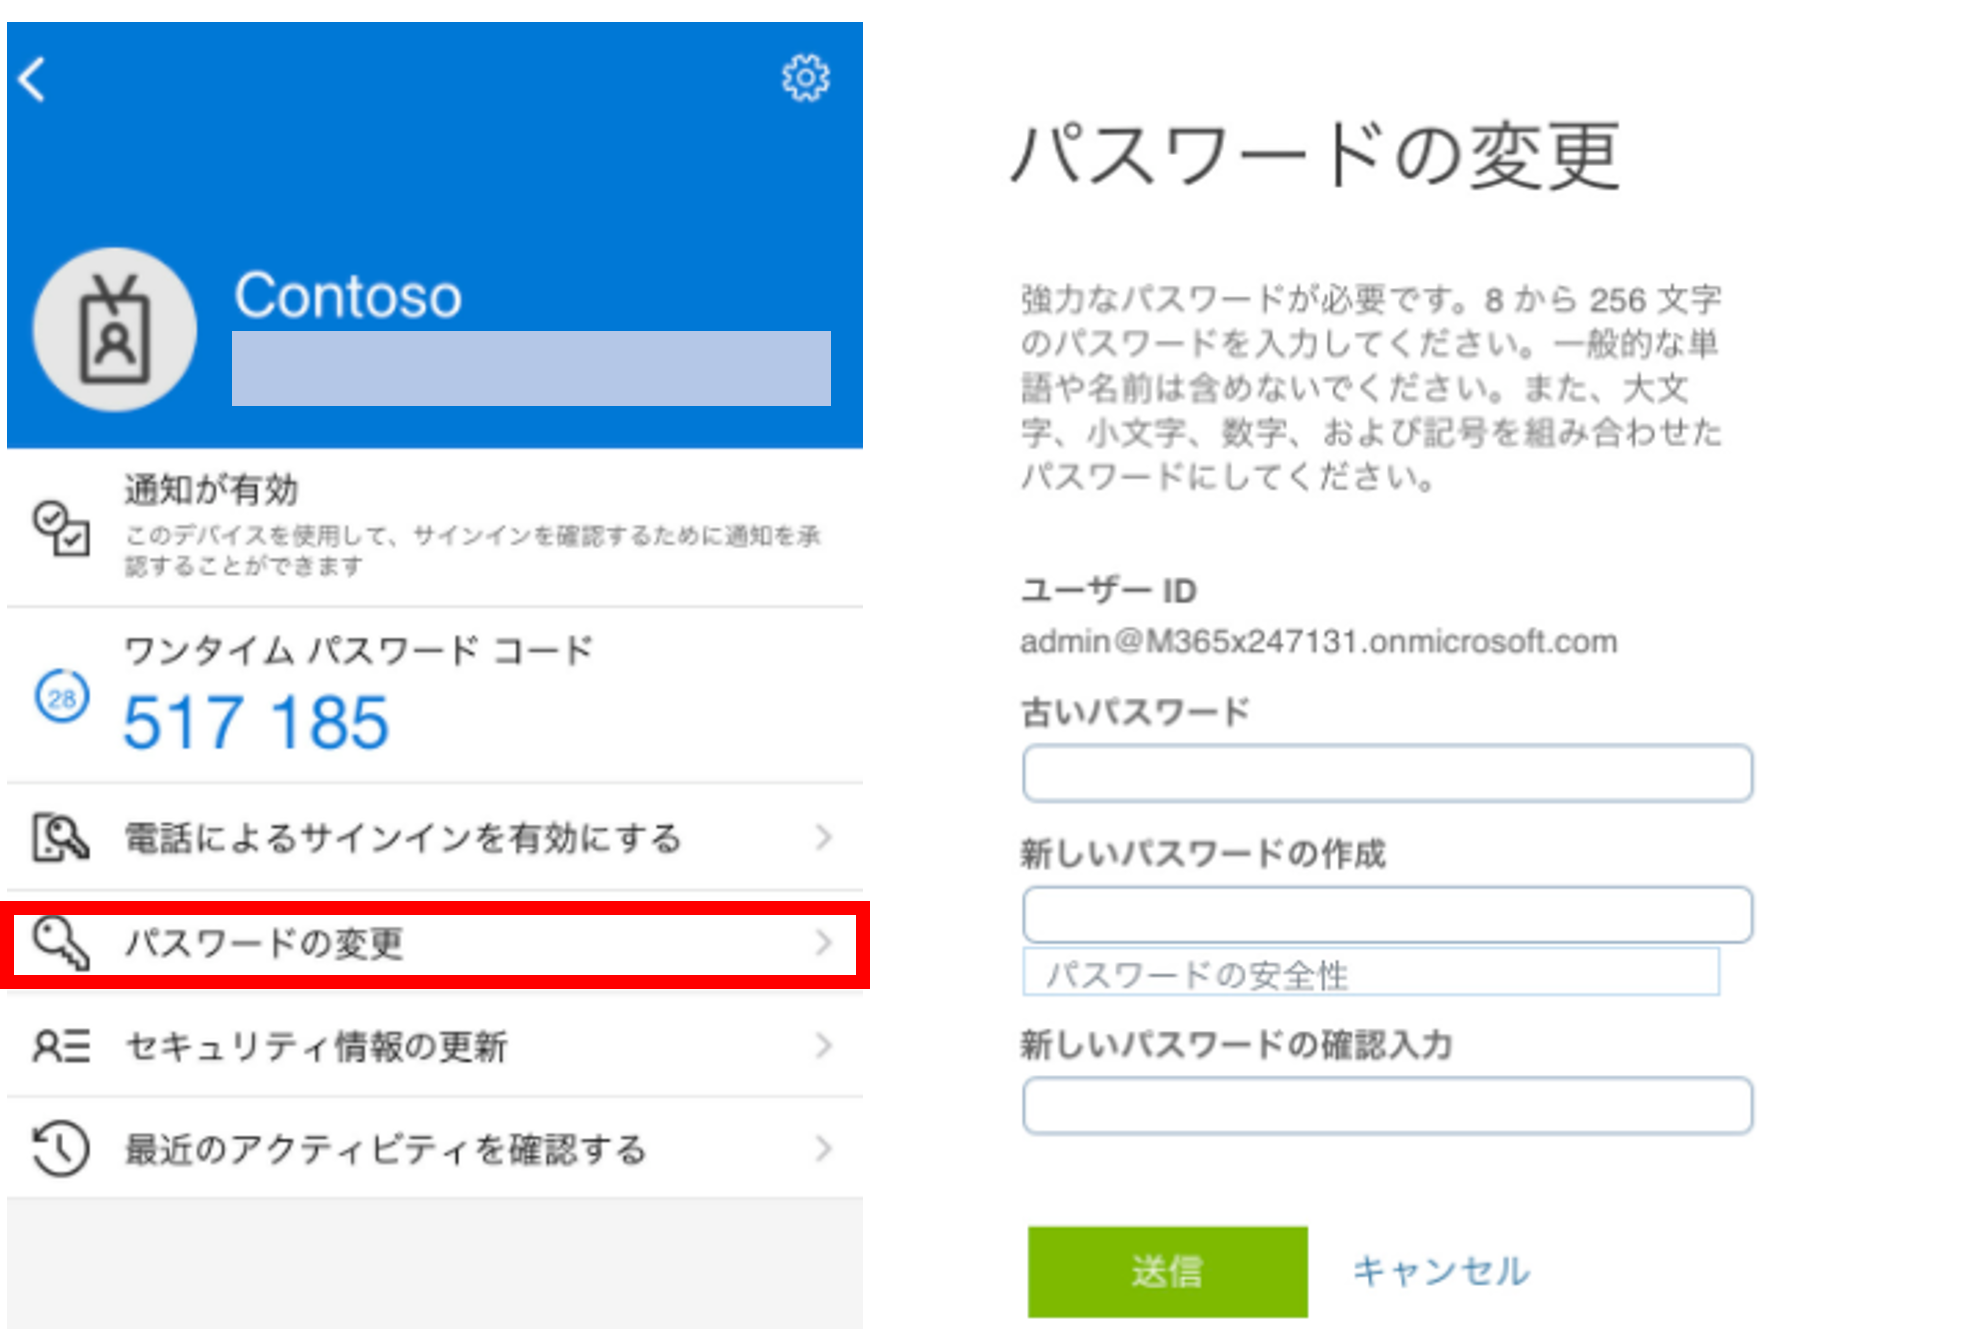 Contoso
通知が有効
このデバイスを使用して、サインインを確認するために通知を承
認することができます
ワンタイム パスワード コード
28
517 185
電話によるサインインを有効にする
パスワードの変更
セキュリティ情報の更新
最近のアクティビティを確認する
パスワードの変更
強力なパスワードが必要です。8 から 256 文字
のパスワードを入力してください。一般的な単
語や名前は含めないでください。また、大文
字、小文字、数字、および記号を組み合わせた
パスワードにしてください。
ユーザー ID
admin@M365x247131.onmicrosoft.com
古いパスワード
新しいパスワードの作成
パスワードの安全性
新しいパスワードの確認入力
送信
キャンセル